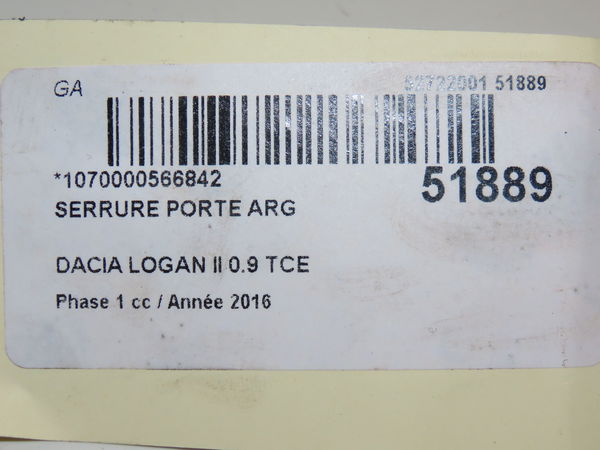 GA
51889
*1070000566842
51889
SERRURE PORTE ARG
DACIA LOGAN II 0.9 TCE
Phase 1 cc / Année 2016